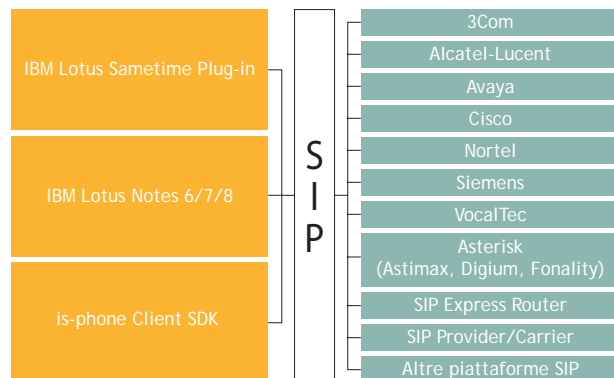 IBM Lotus Sametime Plug-in
IBM Lotus Notes 6/7/8
is-phone Client SDK
S
I
P
3Com
Alcatel-Lucent
Avaya
Cisco
Nortel
Siemens
VocalTec
Asterisk
(Astimax, Digium, Fonality)
SIP Express Router
SIP Provider/Carrier
Altre piattaforme SIP